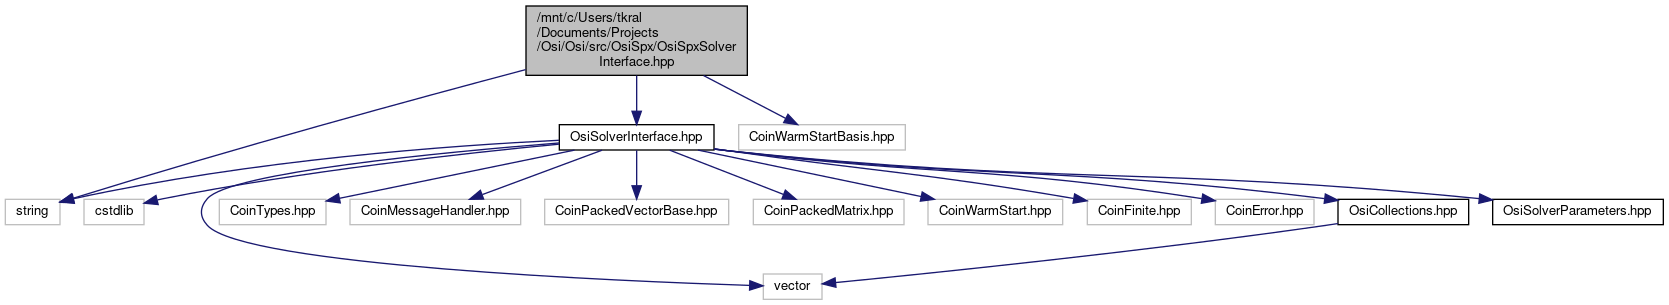 /mnt/c/Users/tkral
/Documents/Projects
/Osi/Osi/src/OsiSpx/OsiSpxSolver
Interface.hpp
OsiSolverInterface.hpp
CoinWarmStartBasis.hpp
string
cstdlib
CoinTypes.hpp
CoinMessageHandler.hpp
CoinPackedVectorBase.hpp
CoinPackedMatrix.hpp
CoinWarmStart.hpp
CoinFinite.hpp
CoinError.hpp
OsiCollections.hpp
OsiSolverParameters.hpp
vector